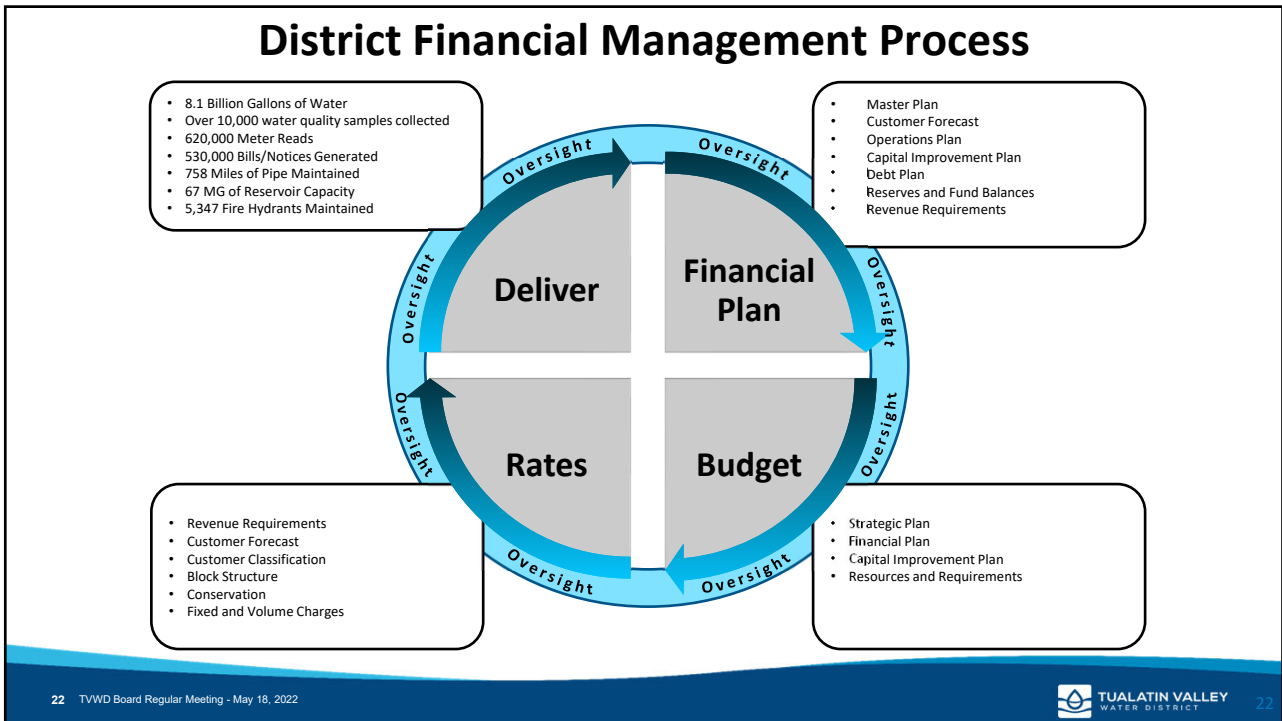 District Financial Management Process
• 8.1 Billion Gallons of Water
• Over 10,000 water quality samples collected
• 620,000 Meter Reads
• 530,000 Bills/Notices Generated
• 758 Miles of Pipe Maintained
• 67 MG of Reservoir Capacity
• 5,347 Fire Hydrants Maintained
• Master Plan
• Customer Forecast
• Operations Plan
• Capital Improvement Plan
• Debt Plan
• Reserves and Fund Balances
• Revenue Requirements
Oversight
Oversight
Oversight
Oversight
Deliver
Financial
Plan
Oversight
Oversight
Rates
Budget
Oversight
Oversight
• Revenue Requirements
• Customer Forecast
• Customer Classification
• Block Structure
• Conservation
• Fixed and Volume Charges
• Strategic Plan
• Financial Plan
• Capital Improvement Plan
• Resources and Requirements
22 TVWD Board Regular Meeting - May 18, 2022
TUALATIN VALLEY
WATER DISTRICT
22